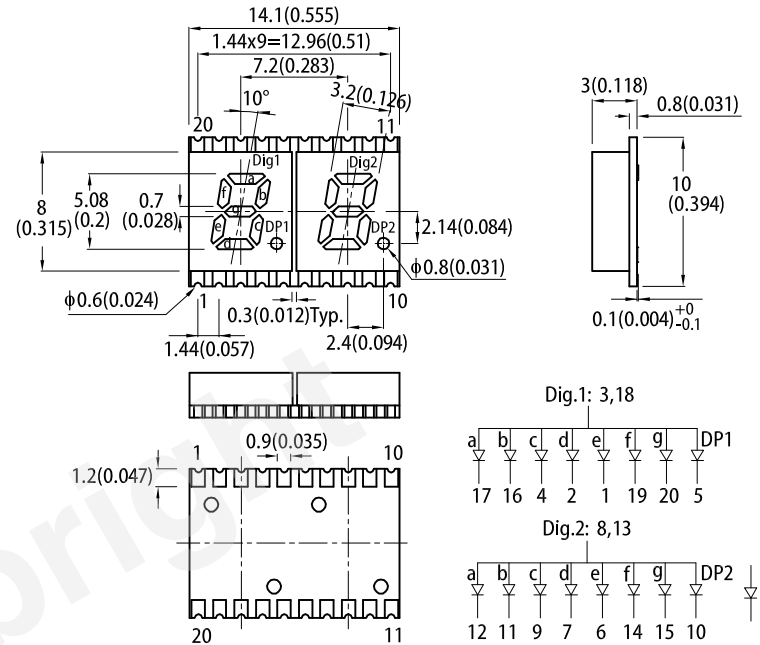 14.1(0.555)
1.44x9=12.96(0.51)
7.2(0.283)
10°
3.2(0.126)
20
11
Dig1
Dig2
a
f
b
g
e
c
d
DP1
DP2
8
(0.315)
5.08
(0.2)
0.7
(0.028)
2.14(0.084)
ϕ0.8(0.031)
ϕ0.6(0.024)
1
10
0.3(0.012)Typ.
1.44(0.057)
2.4(0.094)
3(0.118)
0.8(0.031)
10
(0.394)
0.1(0.004)+0 -0.1
1
0.9(0.035)
10
1.2(0.047)
20
11
Dig.1: 3,18
a b c d e f g DP1
17 16 4 2 1 19 20 5
Dig.2: 8,13
a b c d e f g DP2
12 11 9 7 6 14 15 10
bright